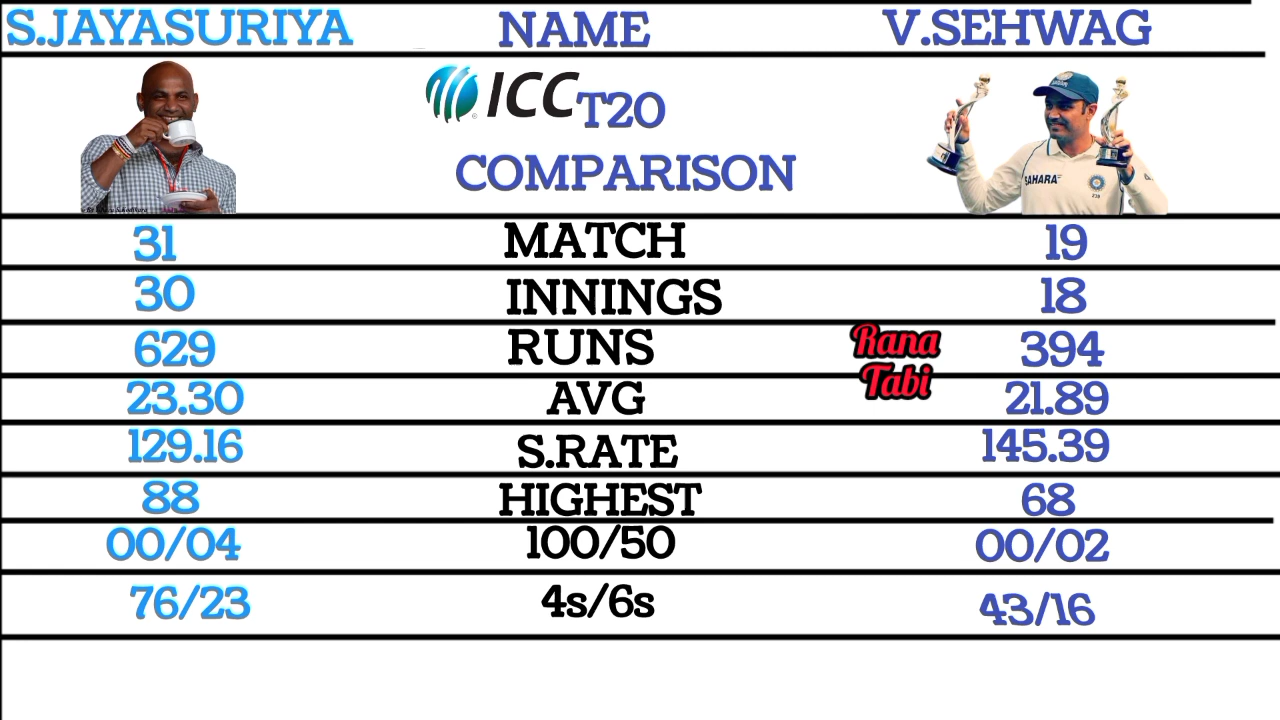 S.JAYASURIYA NAME V.SEHWAG
ICC T20
COMPARISON
SAHARA
31 MATCH 19
30 INNINGS 18
629 RUNS 394
Rana
Tabi
23.30 AVG 21.89
129.16 S.RATE 145.39
88 HIGHEST 68
00/04 100/50 00/02
76/23 4s/6s 43/16